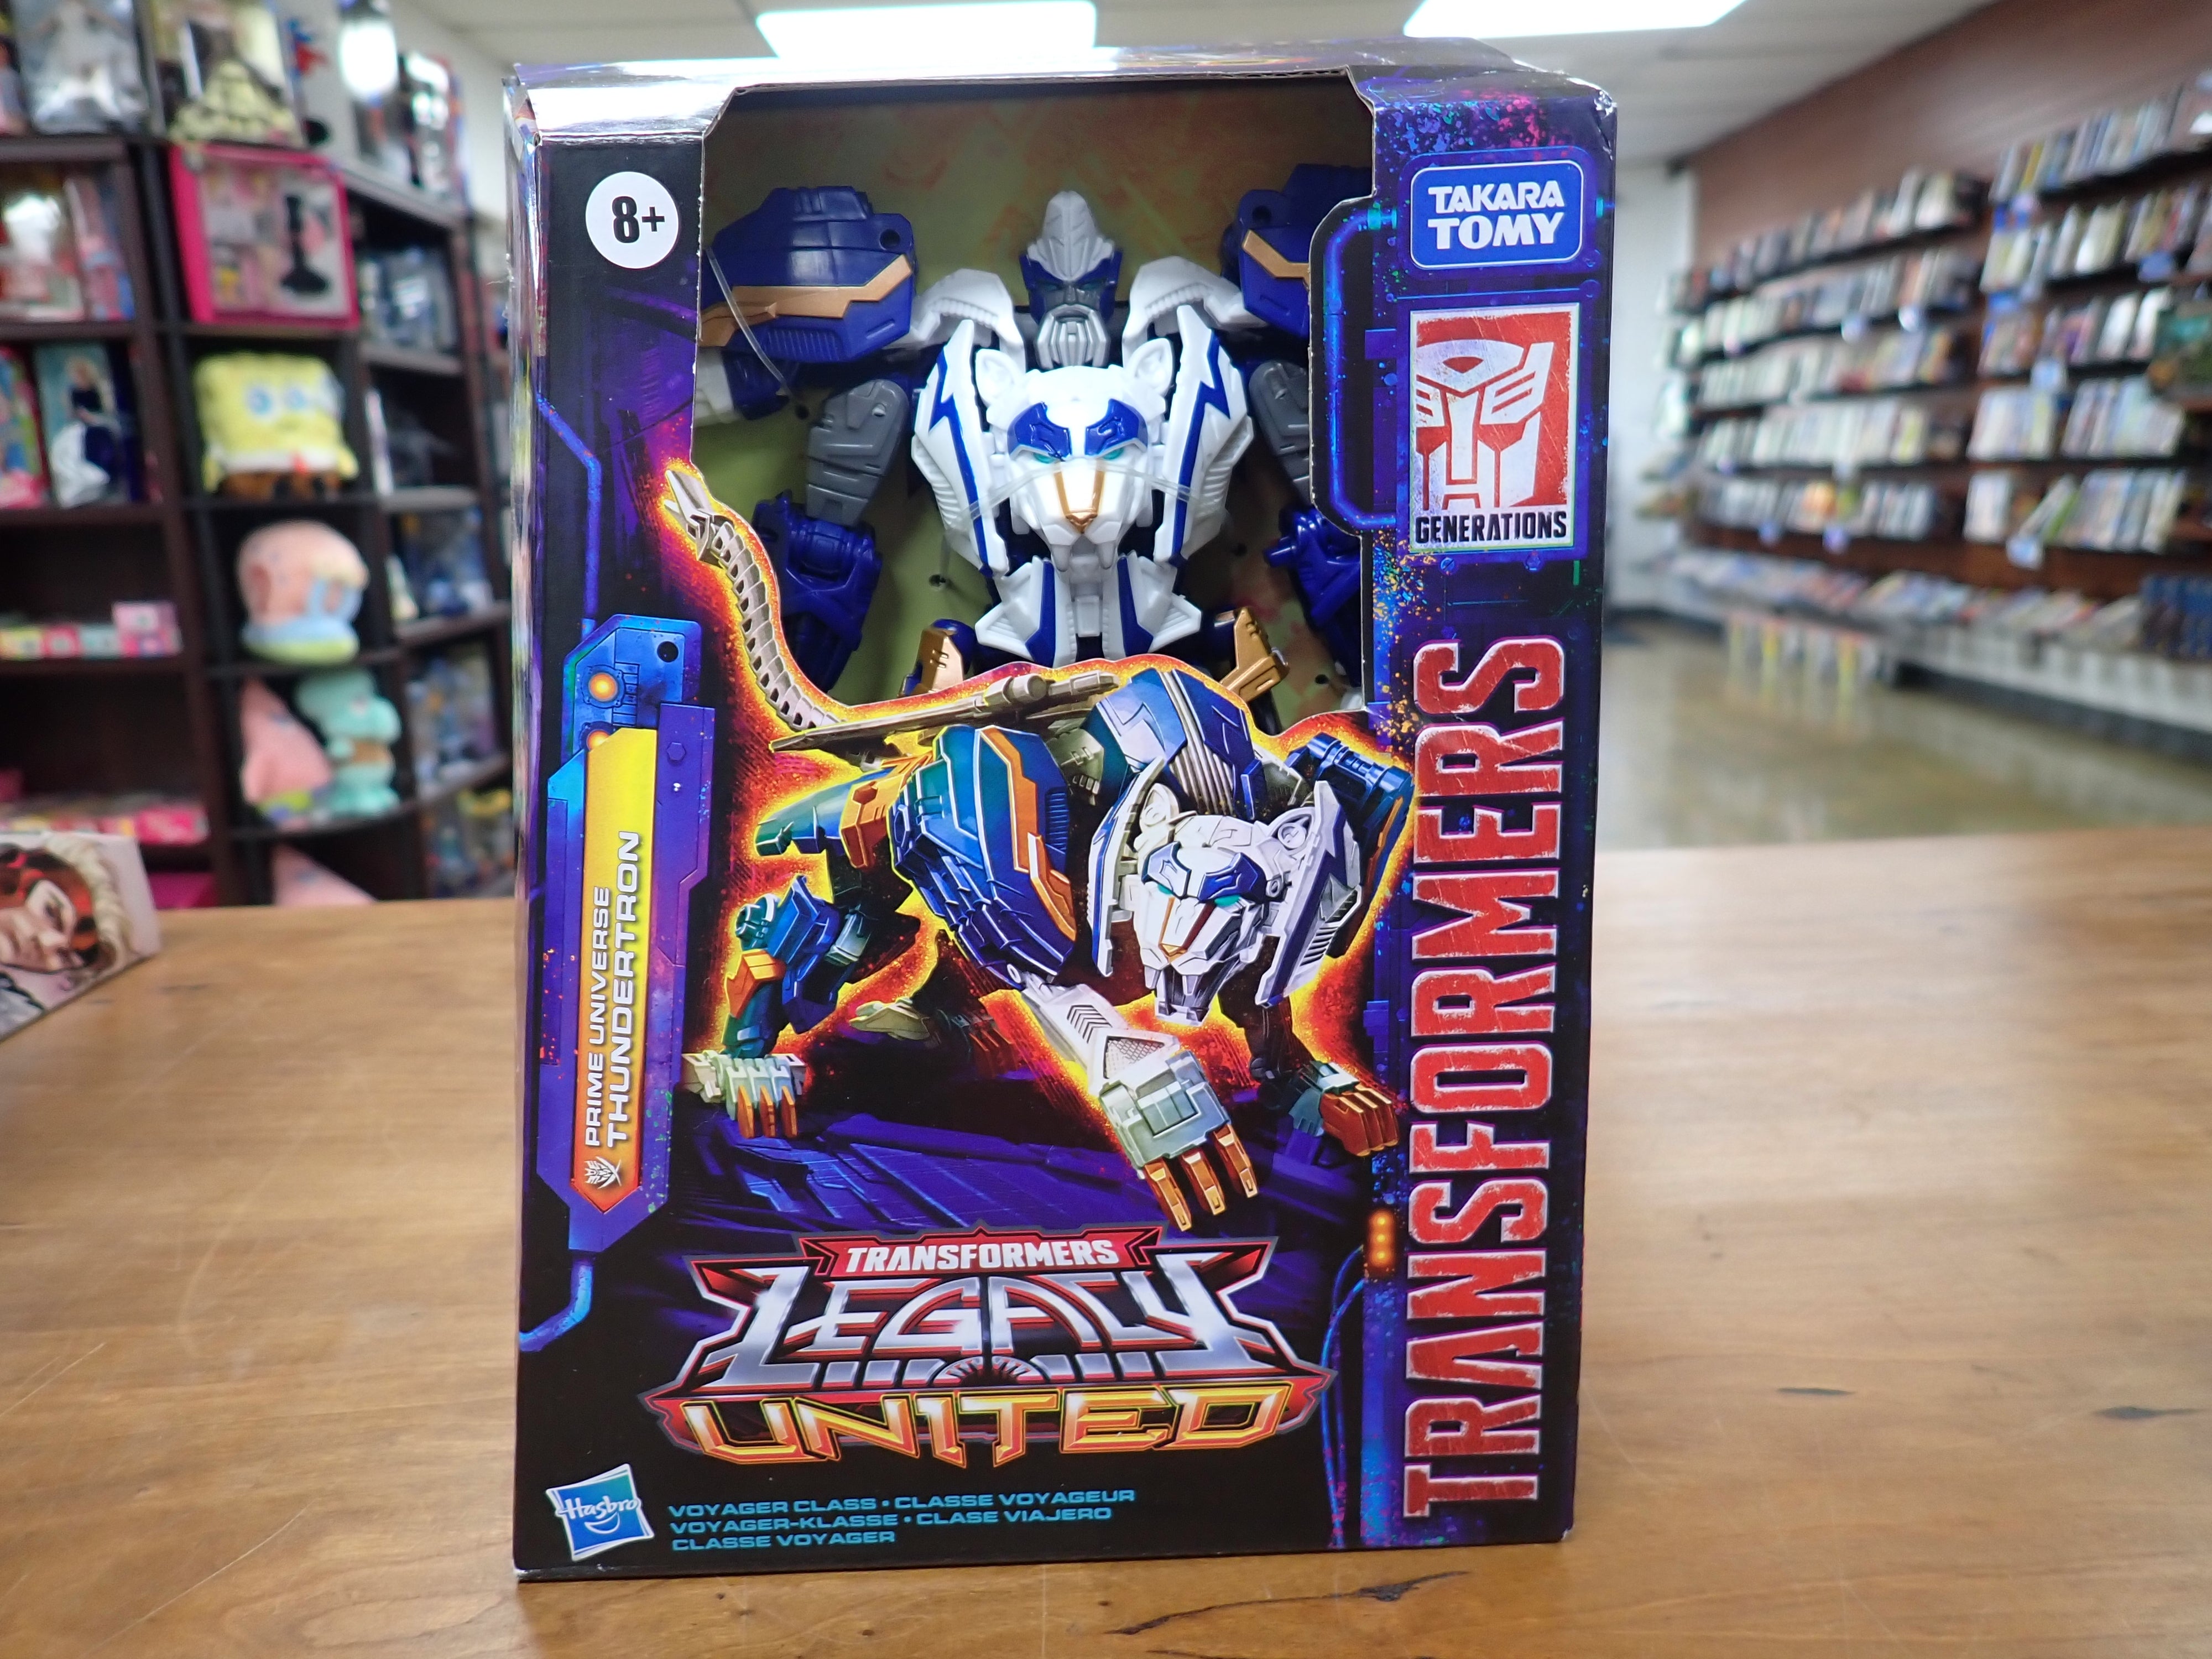 8+
TAKARA
TOMY
GENERATIONS
TRANSFORMERS
PRIME UNIVERSE
THUNDERTRON
TRANSFORMERS
LEGACY
UNITED
Hasbro
VOYAGER CLASS • CLASSE VOYAGEUR
VOYAGER-KLASSE • CLASE VIAJERO
CLASSE VOYAGER